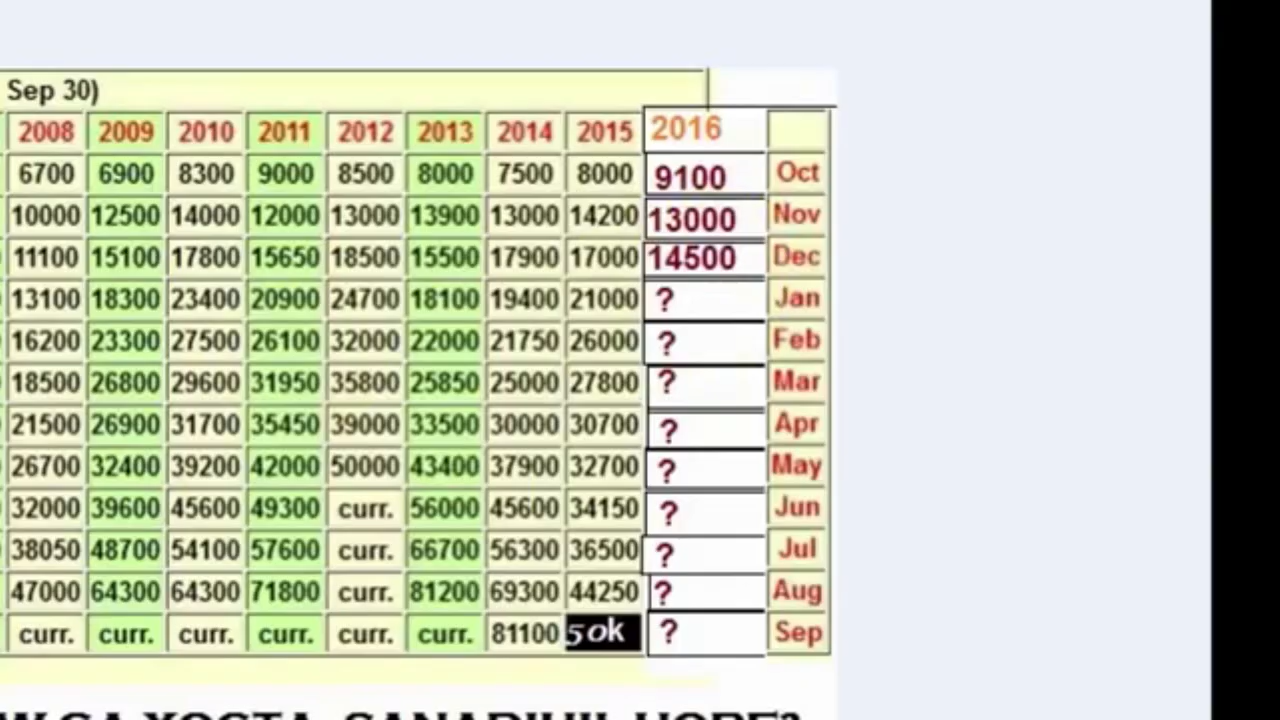 Sep 30)
2008 2009 2010 2011 2012 2013 2014 2015 2016
6700 6900 8300 9000 8500 8000 7500 8000 9100 Oct
10000 12500 14000 12000 13000 13900 13000 14200 13000 Nov
11100 15100 17800 15650 18500 15500 17900 17000 14500 Dec
13100 18300 23400 20900 24700 18100 19400 21000 ? Jan
16200 23300 27500 26100 32000 22000 21750 26000 ? Feb
18500 26800 29600 31950 35800 25850 25000 27800 ? Mar
21500 26900 31700 35450 39000 33500 30000 30700 ? Apr
26700 32400 39200 42000 50000 43400 37900 32700 ? May
32000 39600 45600 49300 curr. 56000 45600 34150 ? Jun
38050 48700 54100 57600 curr. 66700 56300 36500 ? Jul
47000 64300 64300 71800 curr. 81200 69300 44250 ? Aug
curr. curr. curr. curr. curr. curr. 81100 50k ? Sep